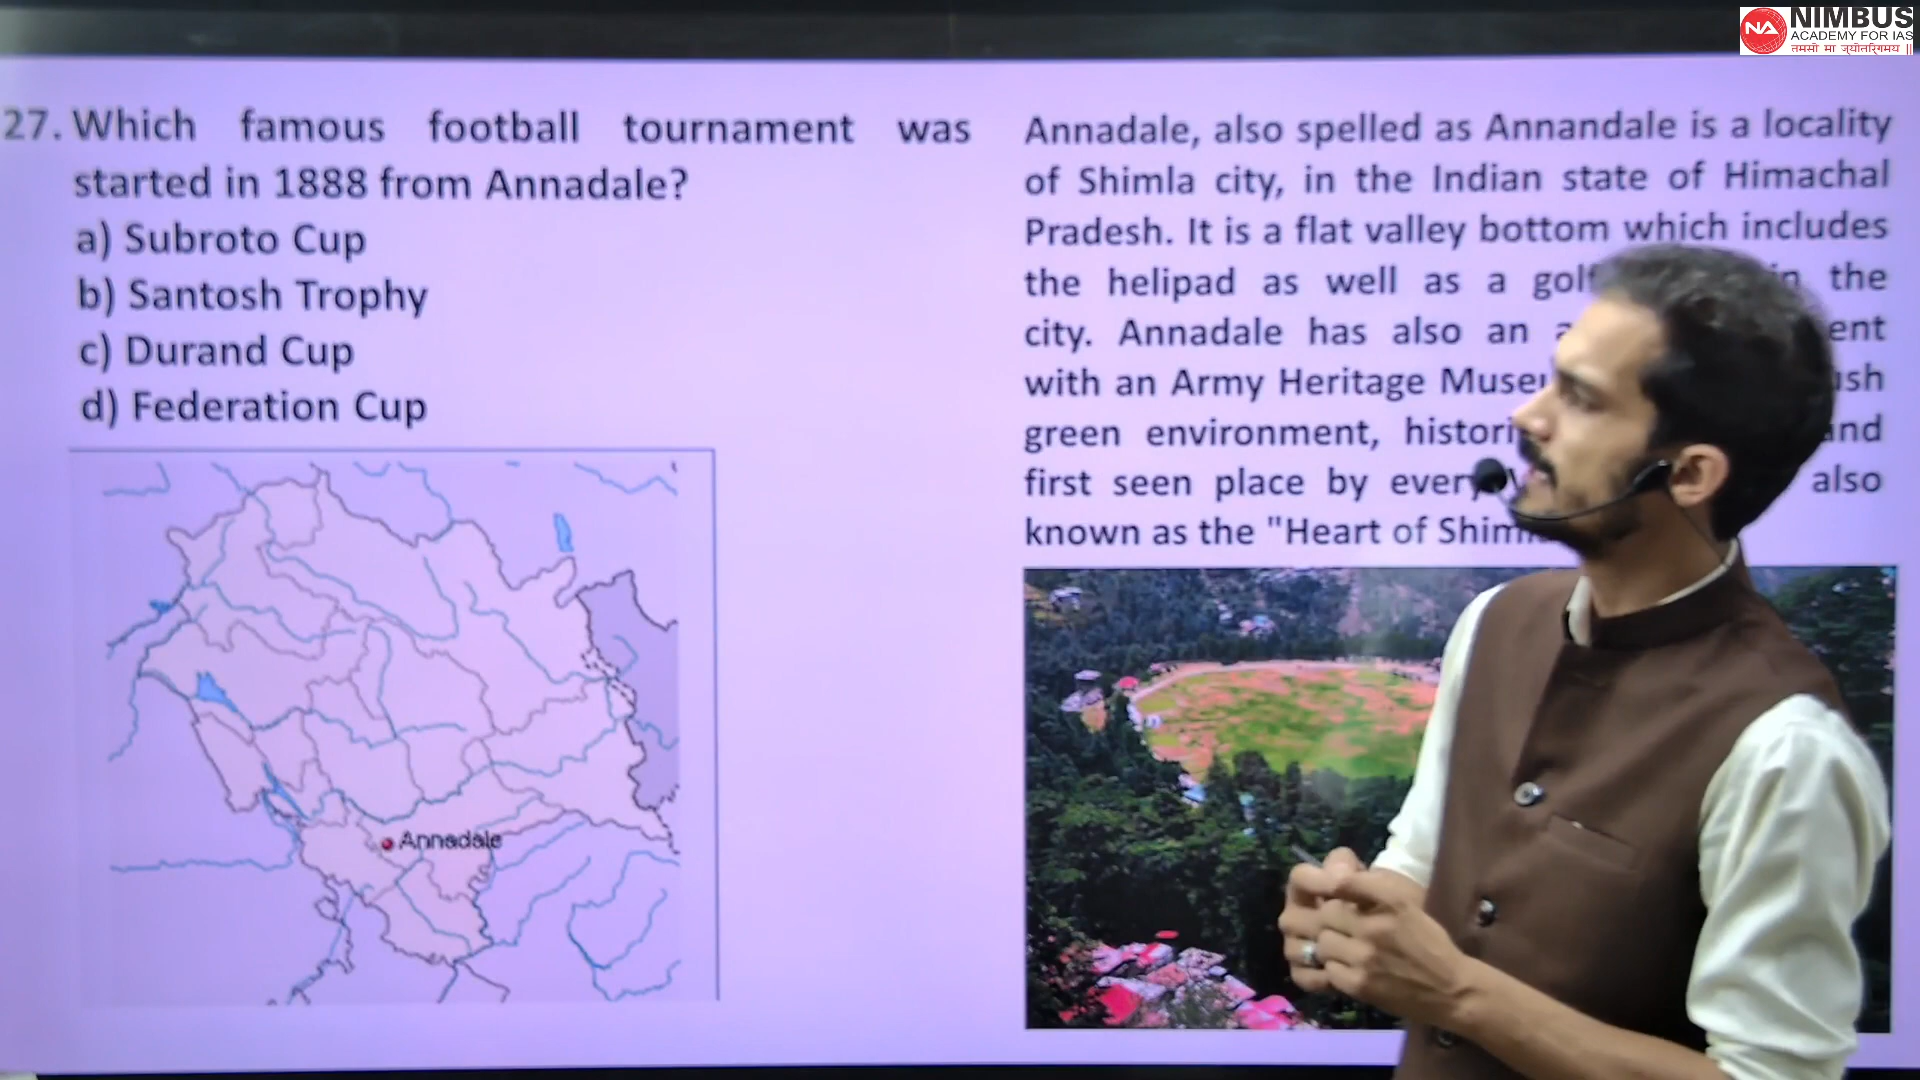 NIMBUS
ACADEMY FOR IAS
तमसो मा ज्योतिर्गमय ||
27. Which famous football tournament was
started in 1888 from Annadale?
a) Subroto Cup
b) Santosh Trophy
c) Durand Cup
d) Federation Cup
Annadale
Annadale, also spelled as Annandale is a locality
of Shimla city, in the Indian state of Himachal
Pradesh. It is a flat valley bottom which includes
the helipad as well as a golf in the
city. Annadale has also an
with an Army Heritage
green environment, and
first seen place by also
known as the "Heart of